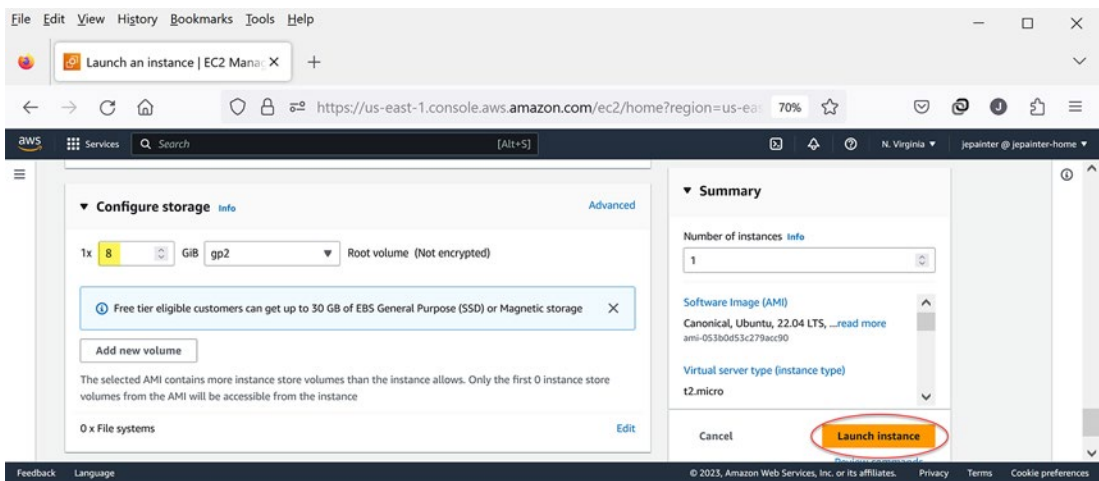 File Edit View History Bookmarks Tools Help
Launch an instance | EC2 Manag
https://us-east-1.console.aws.amazon.com/ec2/home?region=us-eas 70%
aws Services Search [Alt+S] N. Virginia jepainter @ jepainter-home
Configure storage Info Advanced
1x 8 GiB gp2 Root volume (Not encrypted)
Free tier eligible customers can get up to 30 GB of EBS General Purpose (SSD) or Magnetic storage
Add new volume
The selected AMI contains more instance store volumes than the instance allows. Only the first 0 instance store
volumes from the AMI will be accessible from the instance
0 x File systems Edit
Summary
Number of instances Info
1
Software Image (AMI)
Canonical, Ubuntu, 22.04 LTS, ...read more
ami-053b0d53c279acc90
Virtual server type (instance type)
t2.micro
Cancel Launch instance
Review commands
Feedback Language © 2023, Amazon Web Services, Inc. or its affiliates. Privacy Terms Cookie preferences